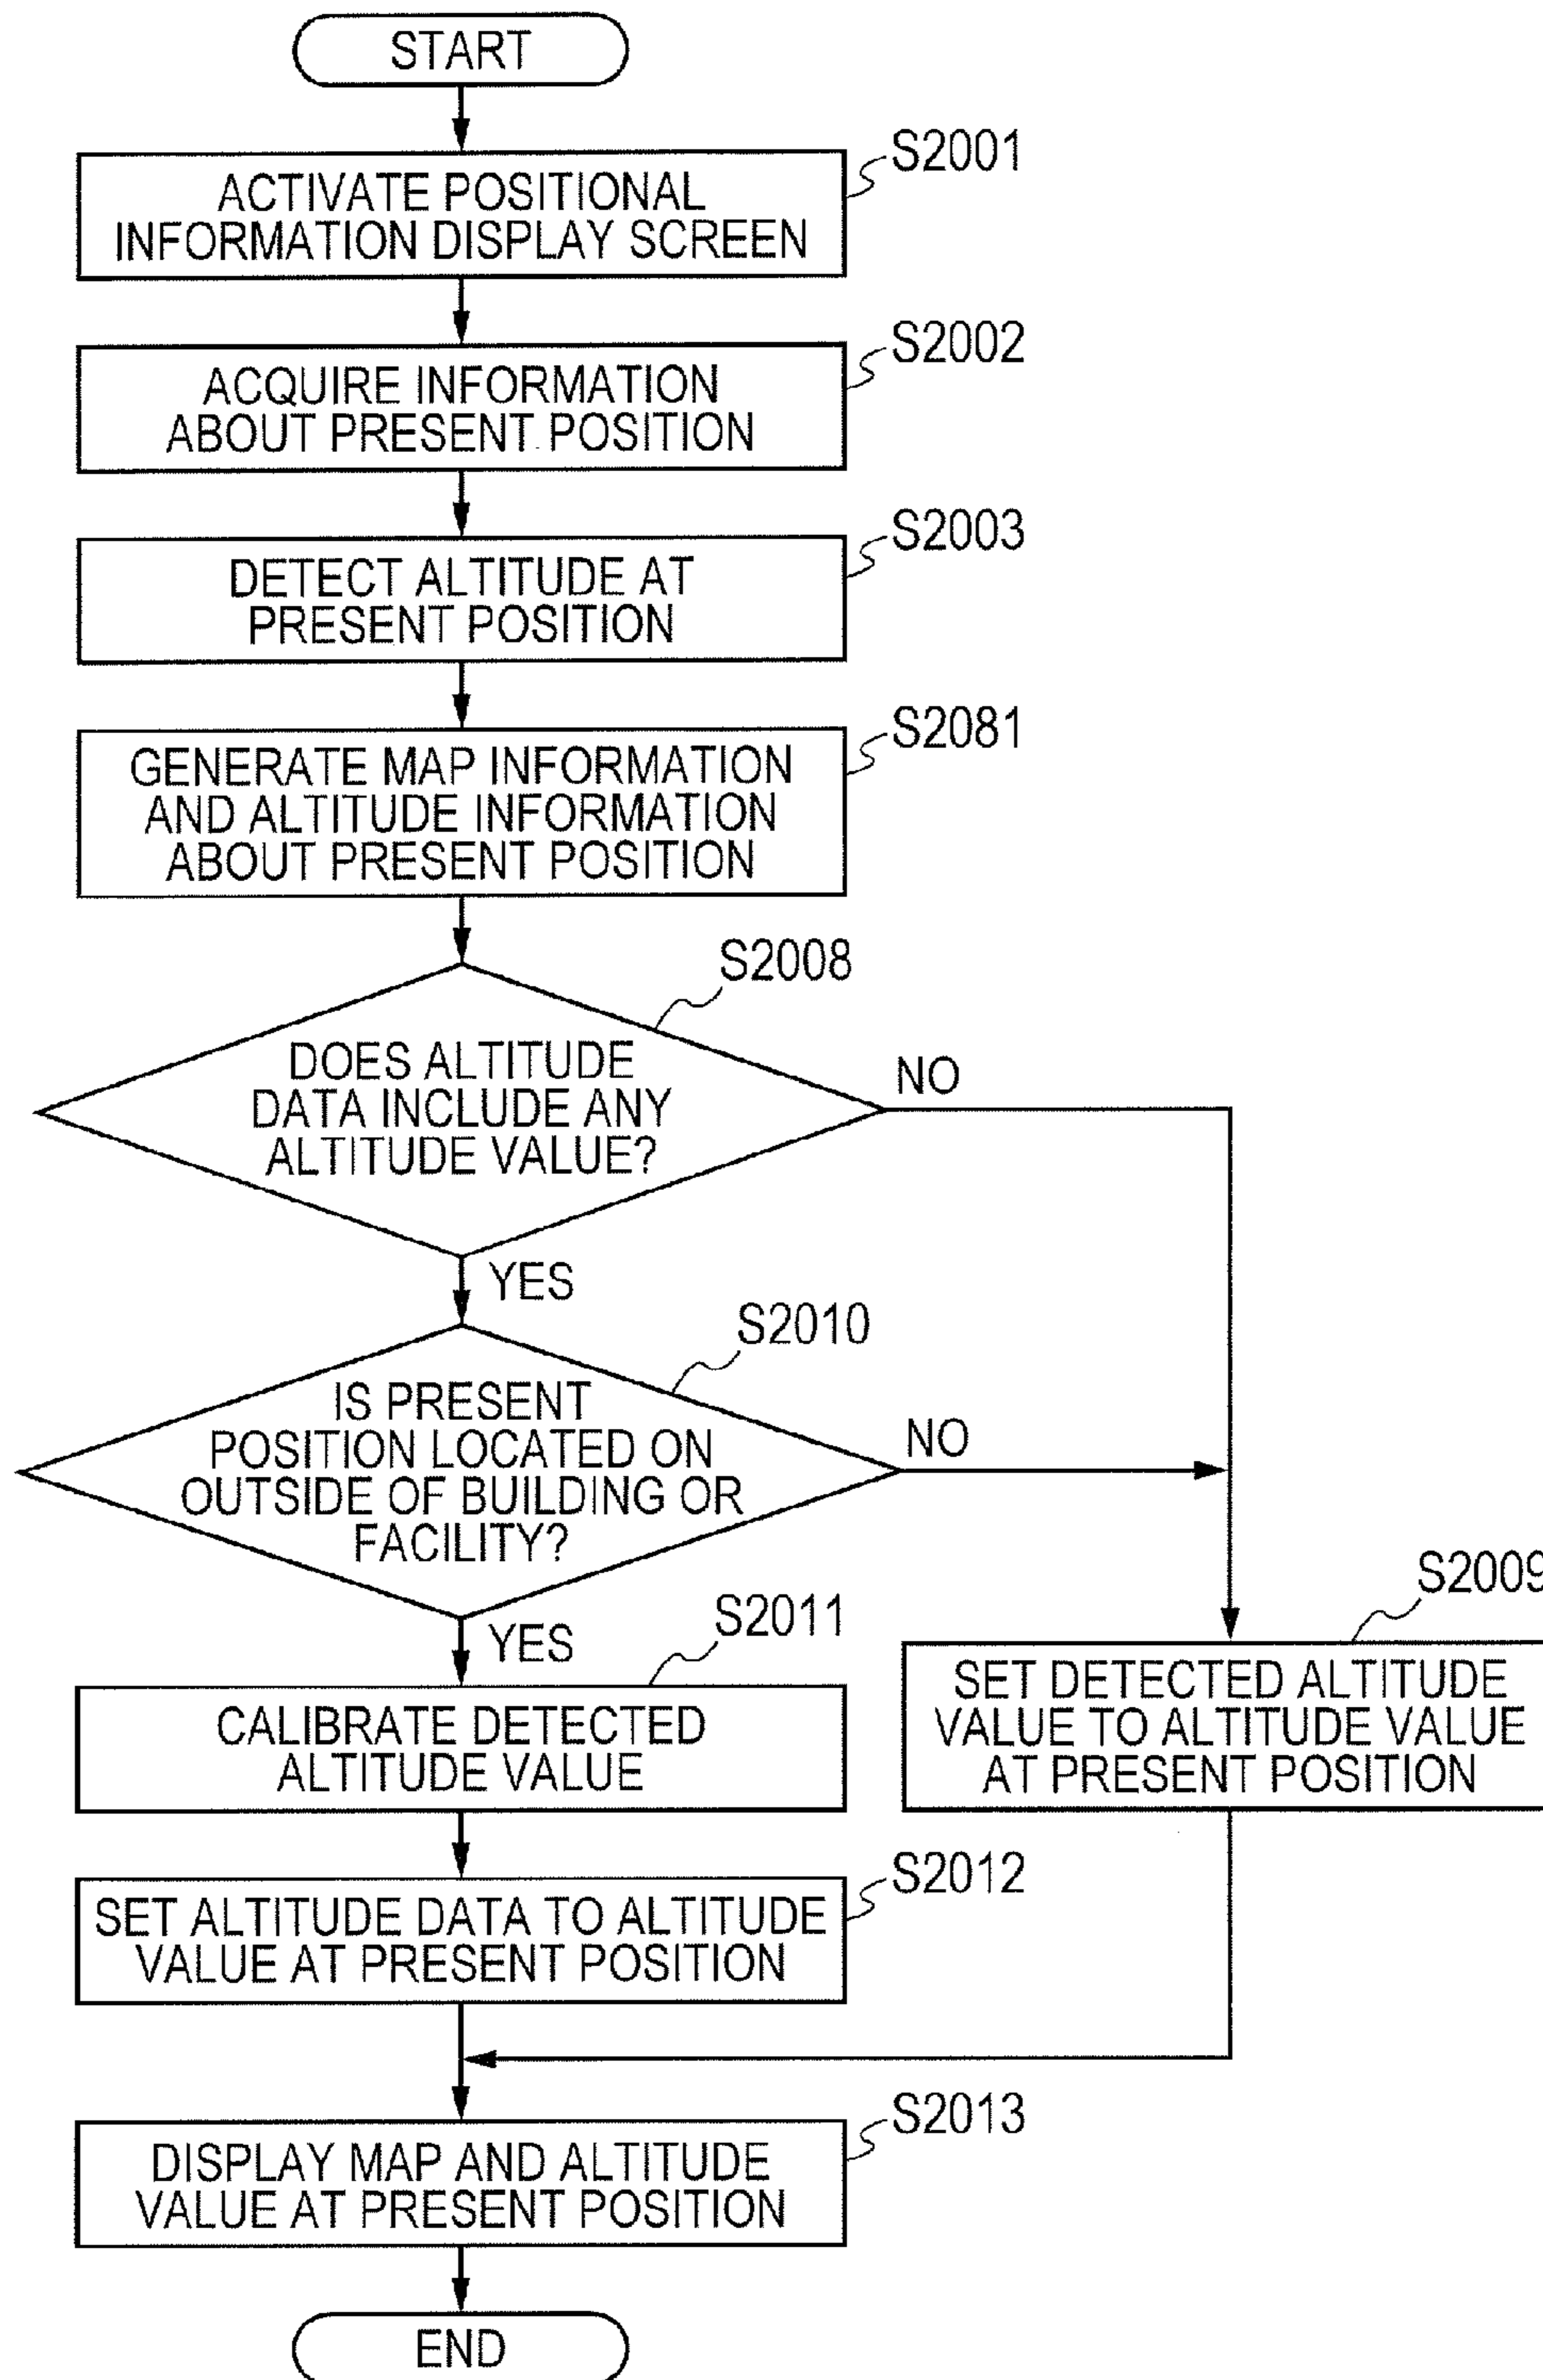 START
S2001
ACTIVATE POSITIONAL
INFORMATION DISPLAY SCREEN
S2002
ACQUIRE INFORMATION
ABOUT PRESENT POSITION
S2003
DETECT ALTITUDE AT
PRESENT POSITION
S2081
GENERATE MAP INFORMATION
AND ALTITUDE INFORMATION
ABOUT PRESENT POSITION
S2008
DOES ALTITUDE
DATA INCLUDE ANY
ALTITUDE VALUE?
NO
YES
S2010
IS PRESENT
POSITION LOCATED ON
OUTSIDE OF BUILDING OR
FACILITY?
NO
YES
S2011
CALIBRATE DETECTED
ALTITUDE VALUE
S2009
SET DETECTED ALTITUDE
VALUE TO ALTITUDE VALUE
AT PRESENT POSITION
S2012
SET ALTITUDE DATA TO ALTITUDE
VALUE AT PRESENT POSITION
S2013
DISPLAY MAP AND ALTITUDE
VALUE AT PRESENT POSITION
END